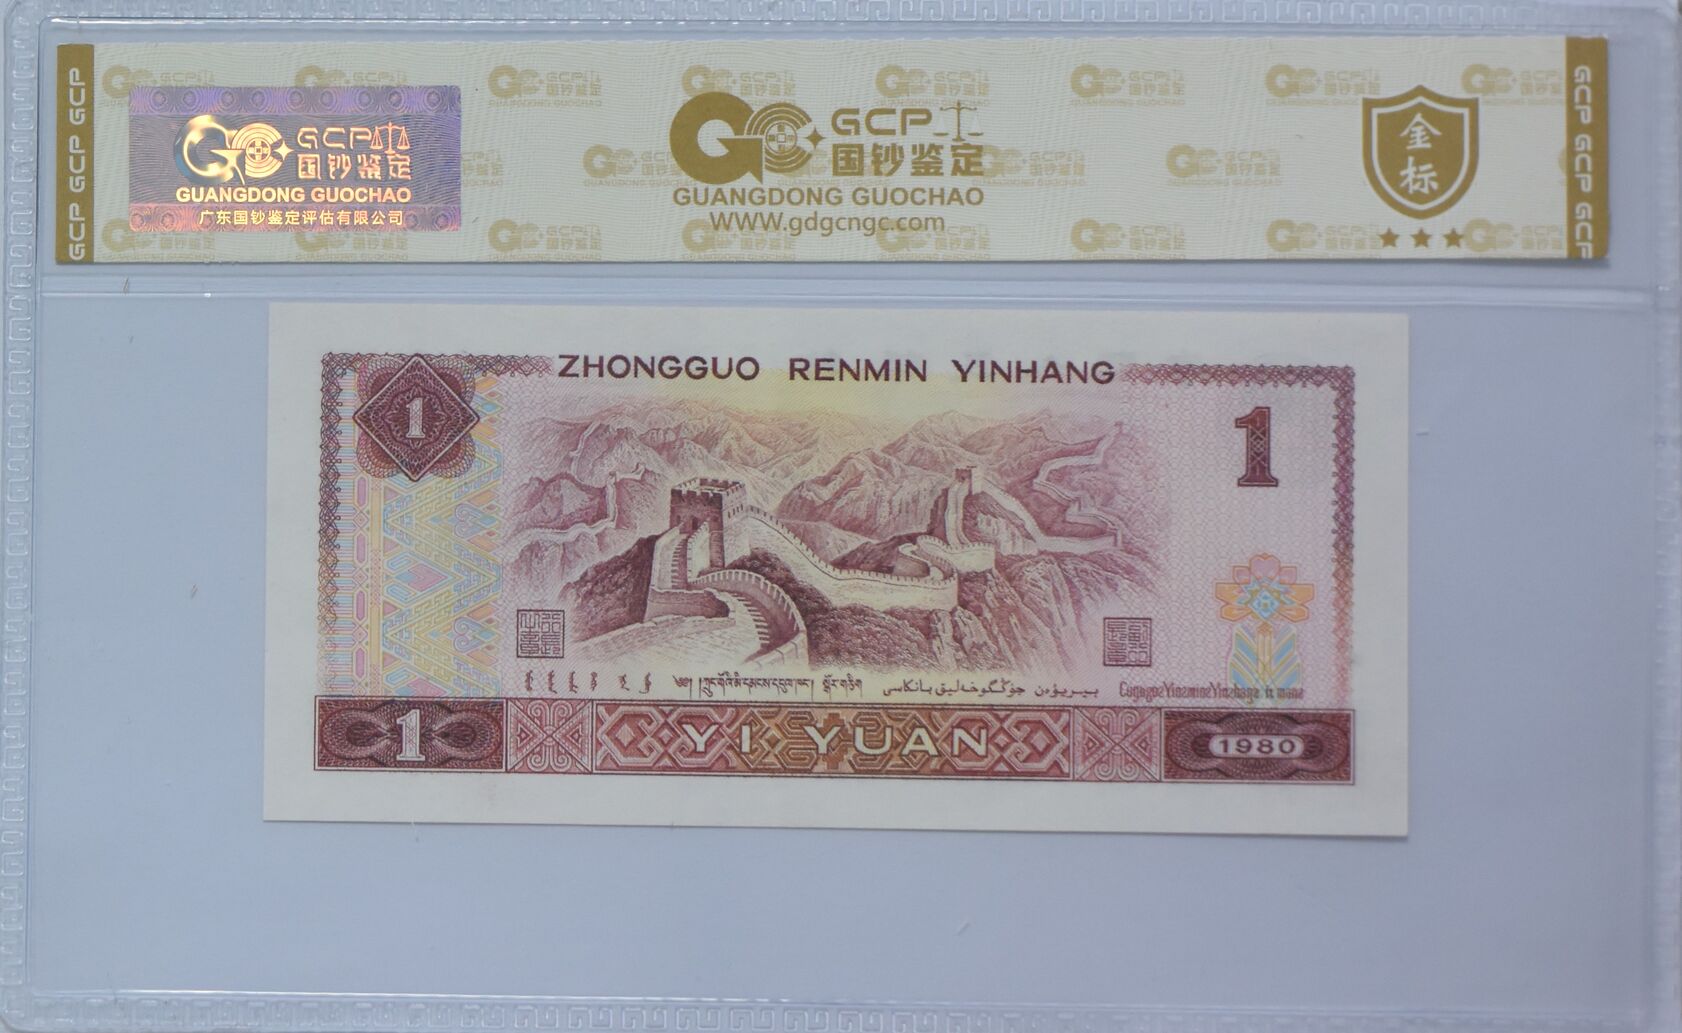 GCP GCP GCP
GCP
国钞鉴定
GUANGDONG GUOCHAO
广东国钞鉴定评估有限公司
GCP
国钞鉴定
GUANGDONG GUOCHAO
WWW.gdgcngc.com
金标
GCP GCP GCP
ZHONGGUO RENMIN YINHANG
1
1
1
YI YUAN
1980